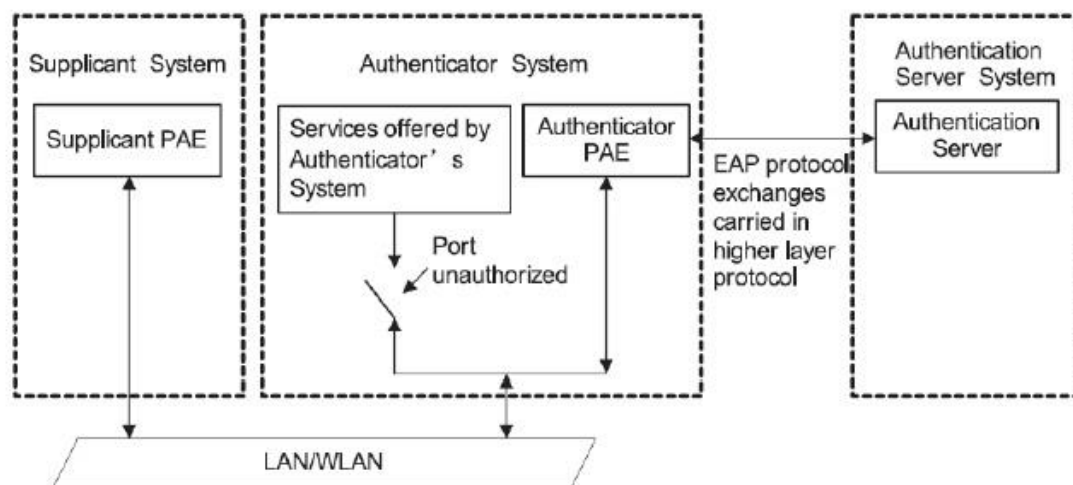 Supplicant System
Supplicant PAE
Authenticator System
Services offered by
Authenticator's
System
Authenticator
PAE
Port
unauthorized
EAP protocol
exchanges
carried in
higher layer
protocol
Authentication
Server System
Authentication
Server
LAN/WLAN